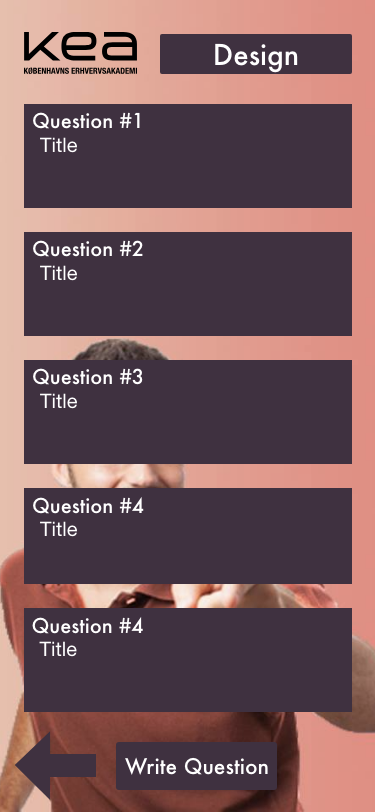 kea
KØBENHAVNS ERHVERVSAKADEMI
Design
Question #1
Title
Question #2
Title
Question #3
Title
Question #4
Title
Question #4
Title
Write Question